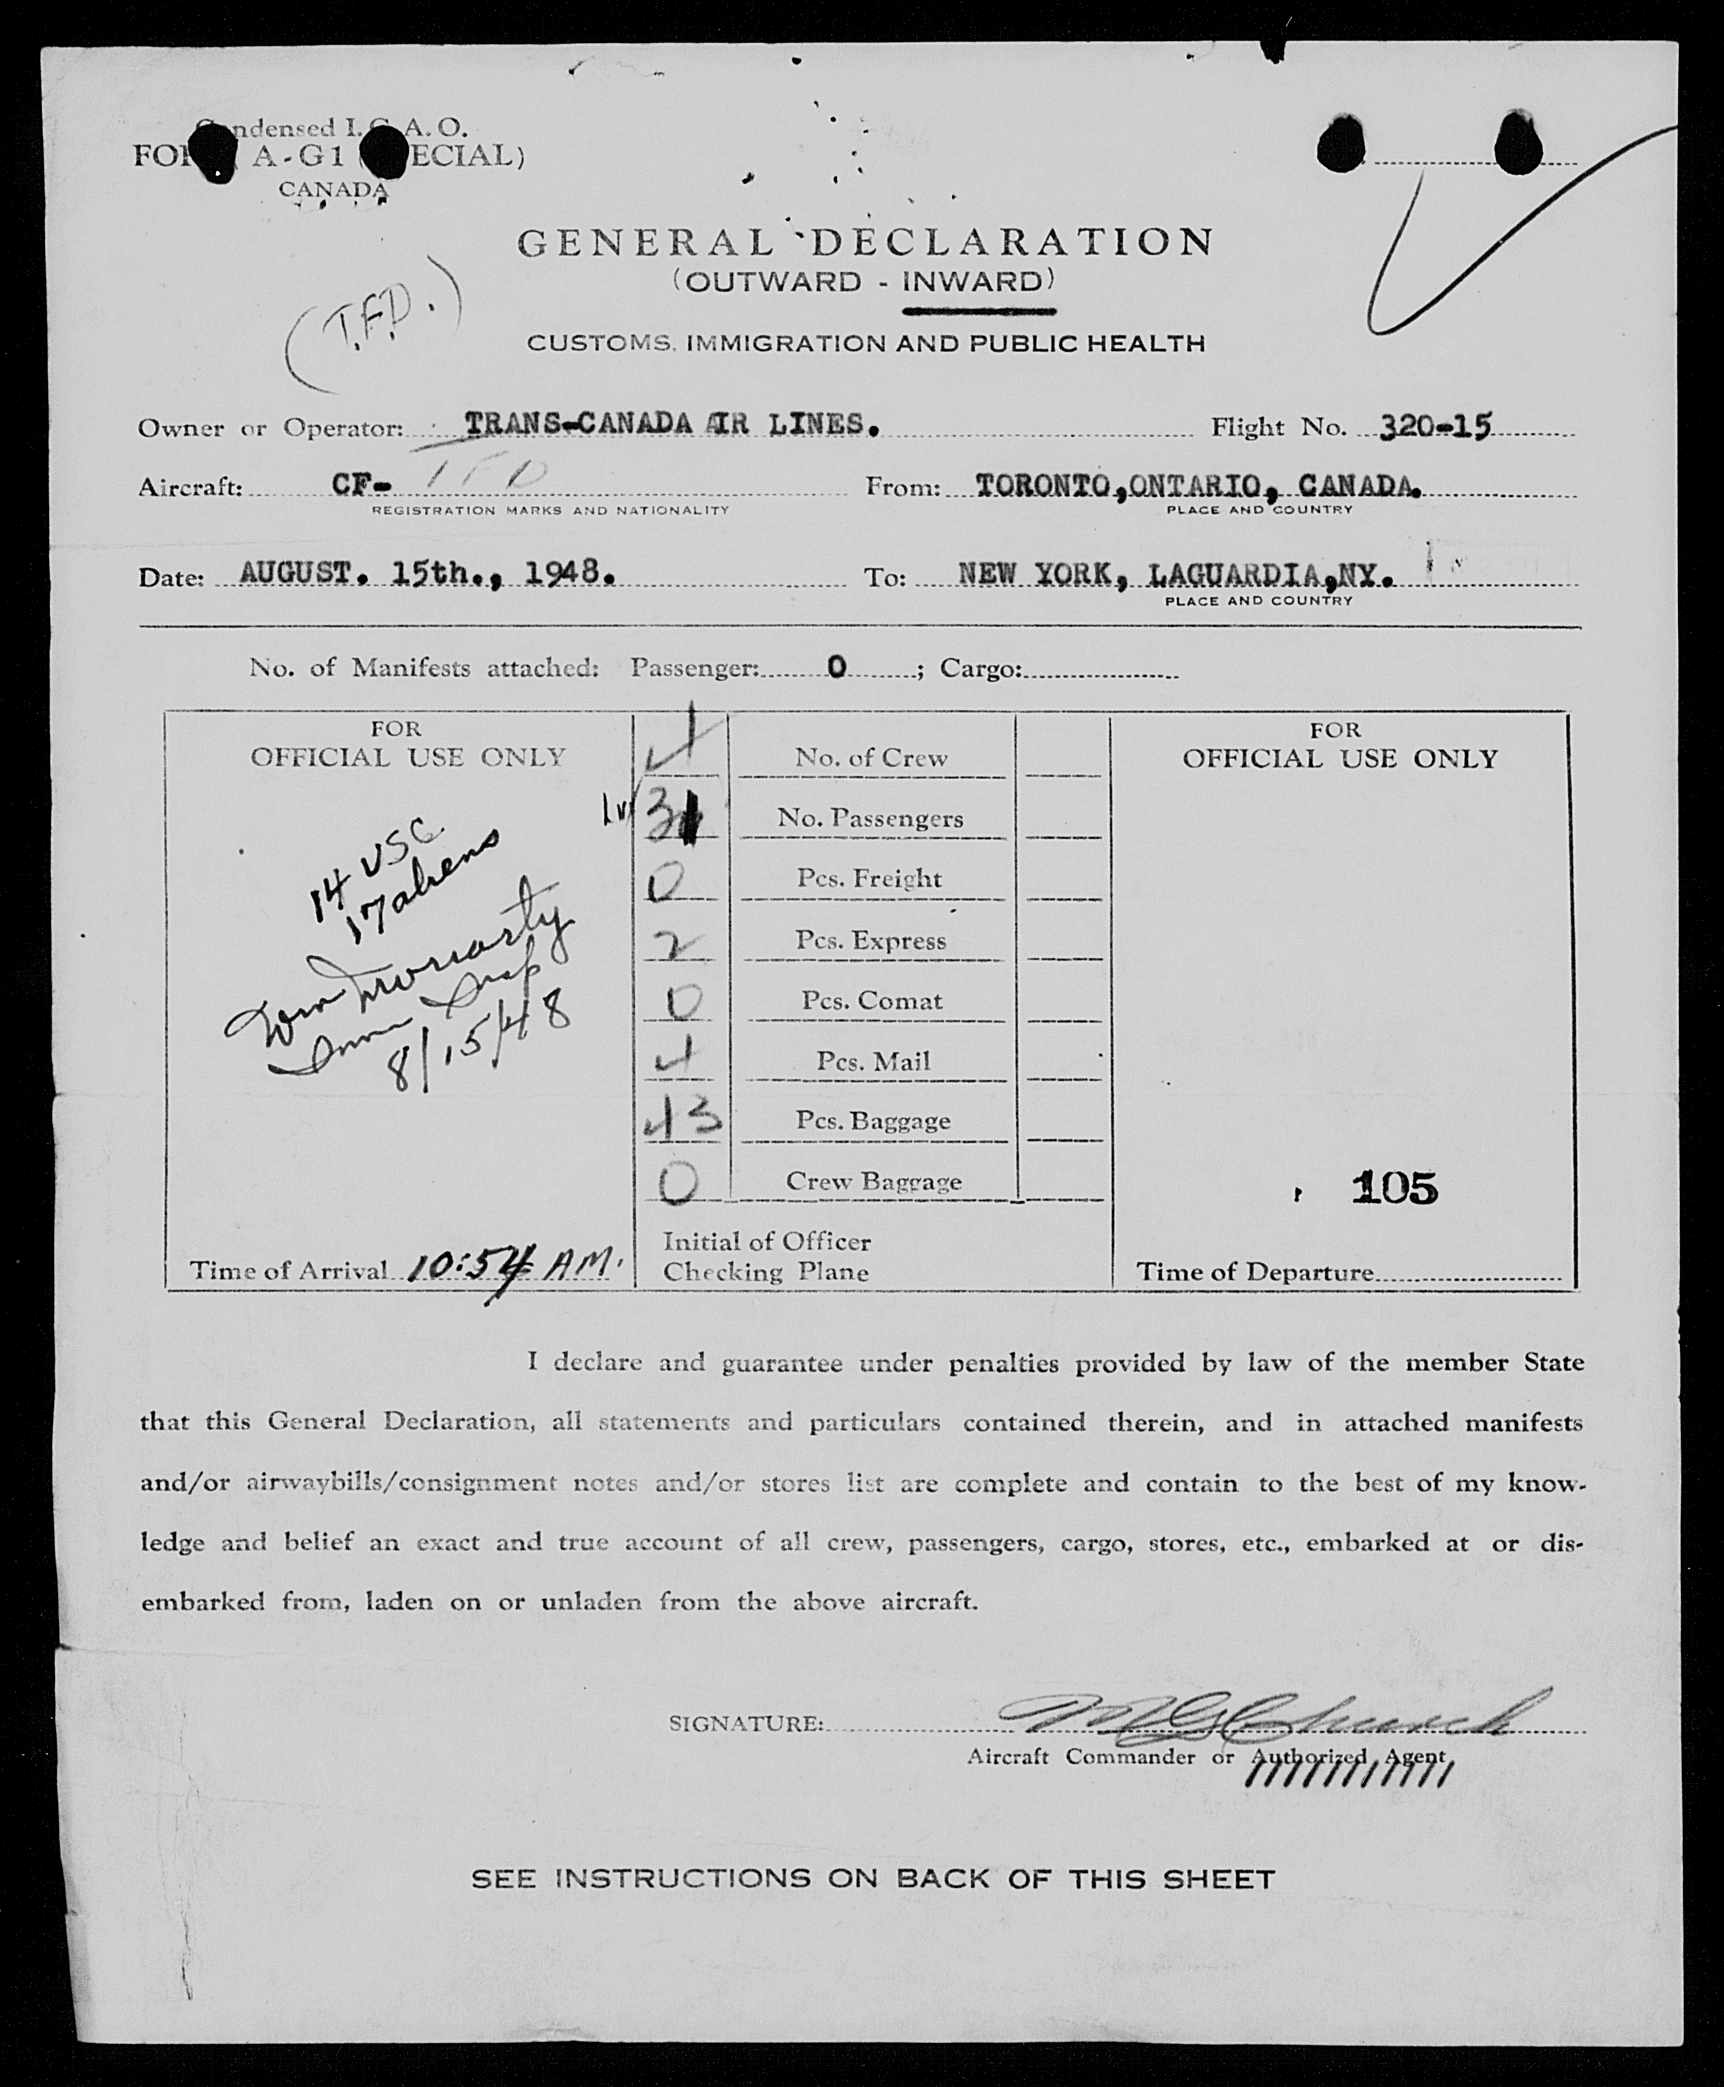 Condensed I.C.A.O.
FORM A-G1 (SPECIAL)
CANADA
GENERAL DECLARATION
(OUTWARD - INWARD)
(T.F.D.)
CUSTOMS, IMMIGRATION AND PUBLIC HEALTH
Owner or Operator: TRANS-CANADA AIR LINES. Flight No. 320-15
Aircraft: CF- TFD From: TORONTO,ONTARIO, CANADA.
REGISTRATION MARKS AND NATIONALITY PLACE AND COUNTRY
Date: AUGUST. 15th., 1948. To: NEW YORK, LAGUARDIA,NY.
PLACE AND COUNTRY
No. of Manifests attached: Passenger: 0 ; Cargo:
FOR
OFFICIAL USE ONLY
14 USC
17 aliens
Wm Moriarty
Imm Insp
8/15/48
Time of Arrival 10:54 AM.
4 No. of Crew
31 No. Passengers
0 Pcs. Freight
2 Pcs. Express
0 Pcs. Comat
4 Pcs. Mail
43 Pcs. Baggage
0 Crew Baggage
Initial of Officer
Checking Plane
FOR
OFFICIAL USE ONLY
105
Time of Departure
I declare and guarantee under penalties provided by law of the member State
that this General Declaration, all statements and particulars contained therein, and in attached manifests
and/or airwaybills/consignment notes and/or stores list are complete and contain to the best of my know-
ledge and belief an exact and true account of all crew, passengers, cargo, stores, etc., embarked at or dis-
embarked from, laden on or unladen from the above aircraft.
SIGNATURE: Church
Aircraft Commander or Authorized Agent
SEE INSTRUCTIONS ON BACK OF THIS SHEET